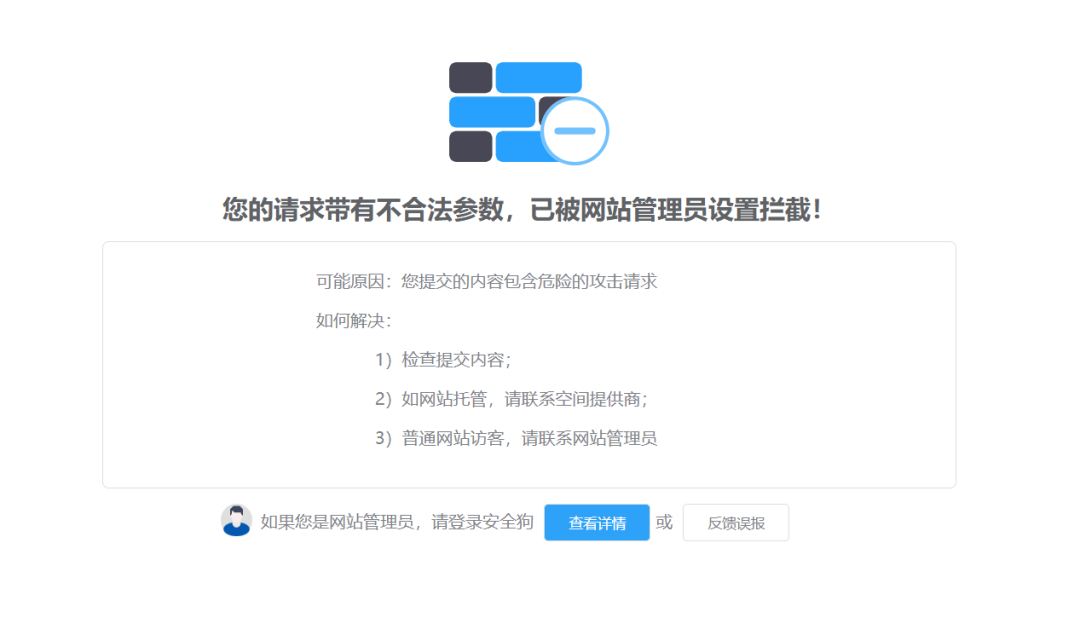 您的请求带有不合法参数，已被网站管理员设置拦截！
可能原因：您提交的内容包含危险的攻击请求
如何解决：
1）检查提交内容；
2）如网站托管，请联系空间提供商；
3）普通网站访客，请联系网站管理员
如果您是网站管理员，请登录安全狗 查看详情 或 反馈误报